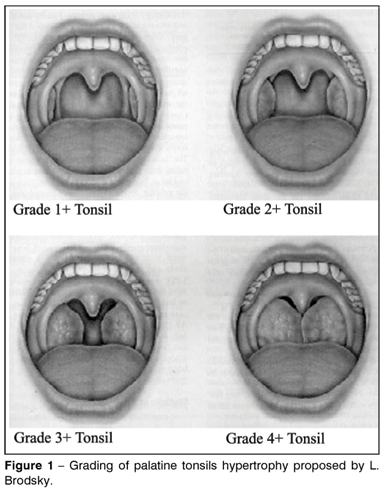 Grade 1+ Tonsil
Grade 2+ Tonsil
Grade 3+ Tonsil
Grade 4+ Tonsil
Figure 1 – Grading of palatine tonsils hypertrophy proposed by L.
Brodsky.